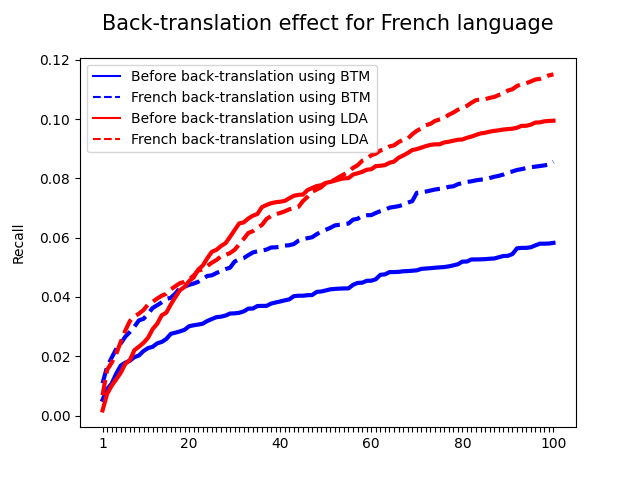 Back-translation effect for French language
0.12
Before back-translation using BTM
French back-translation using BTM
Before back-translation using LDA
French back-translation using LDA
0.10
0.08
0.06
0.04
0.02
0.00
Recall
1 20 40 60 80 100